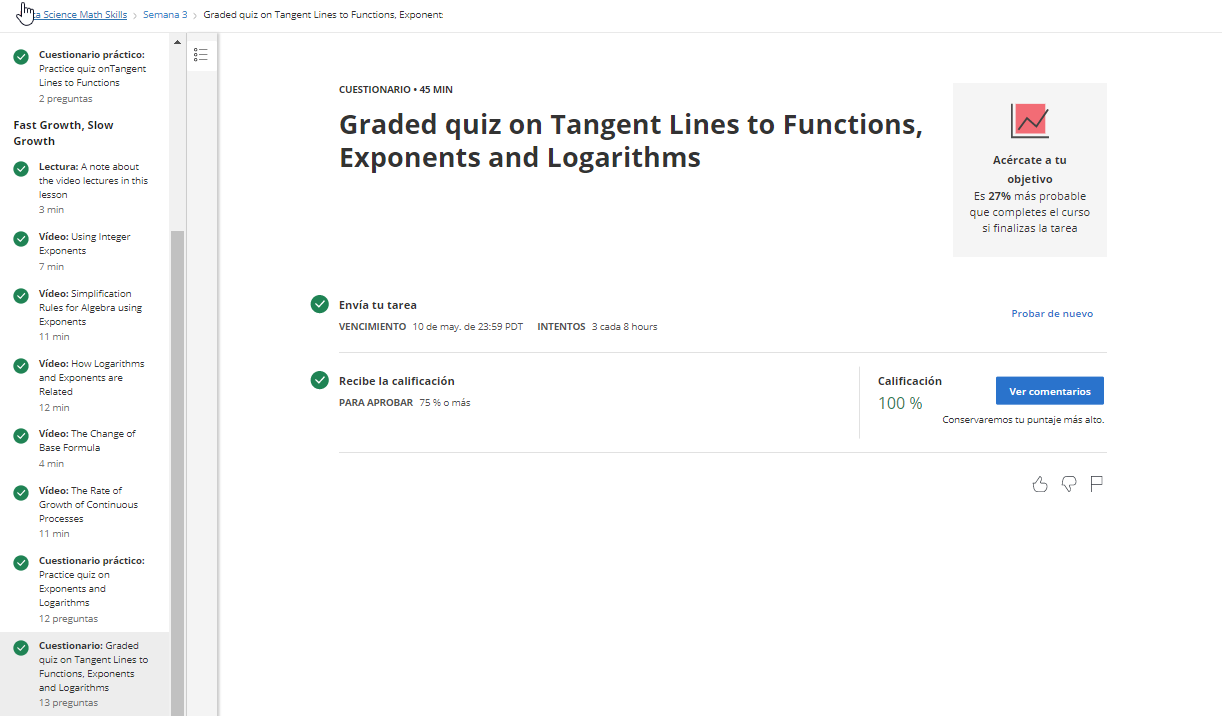 ta Science Math Skills > Semana 3 > Graded quiz on Tangent Lines to Functions, Exponent
Cuestionario práctico:
Practice quiz onTangent
Lines to Functions
2 preguntas
Fast Growth, Slow
Growth
Lectura: A note about
the video lectures in this
lesson
3 min
Vídeo: Using Integer
Exponents
7 min
Vídeo: Simplification
Rules for Algebra using
Exponents
11 min
Vídeo: How Logarithms
and Exponents are
Related
12 min
Vídeo: The Change of
Base Formula
4 min
Vídeo: The Rate of
Growth of Continuous
Processes
11 min
Cuestionario práctico:
Practice quiz on
Exponents and
Logarithms
12 preguntas
Cuestionario: Graded
quiz on Tangent Lines to
Functions, Exponents
and Logarithms
13 preguntas
CUESTIONARIO • 45 MIN
Graded quiz on Tangent Lines to Functions,
Exponents and Logarithms
Acércate a tu
objetivo
Es 27% más probable
que completes el curso
si finalizas la tarea
Envía tu tarea
VENCIMIENTO 10 de may. de 23:59 PDT INTENTOS 3 cada 8 hours
Probar de nuevo
Recibe la calificación
PARA APROBAR 75 % o más
Calificación
100 %
Ver comentarios
Conservaremos tu puntaje más alto.